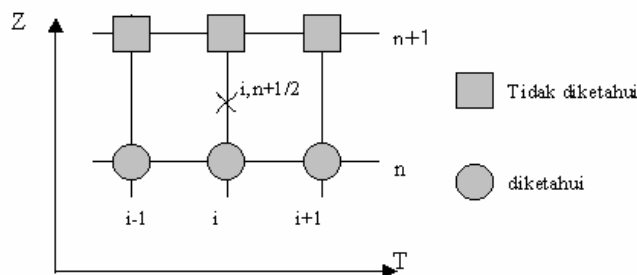 Z
n+1
i,n+1/2
Tidak diketahui
n
diketahui
i-1 i i+1
T